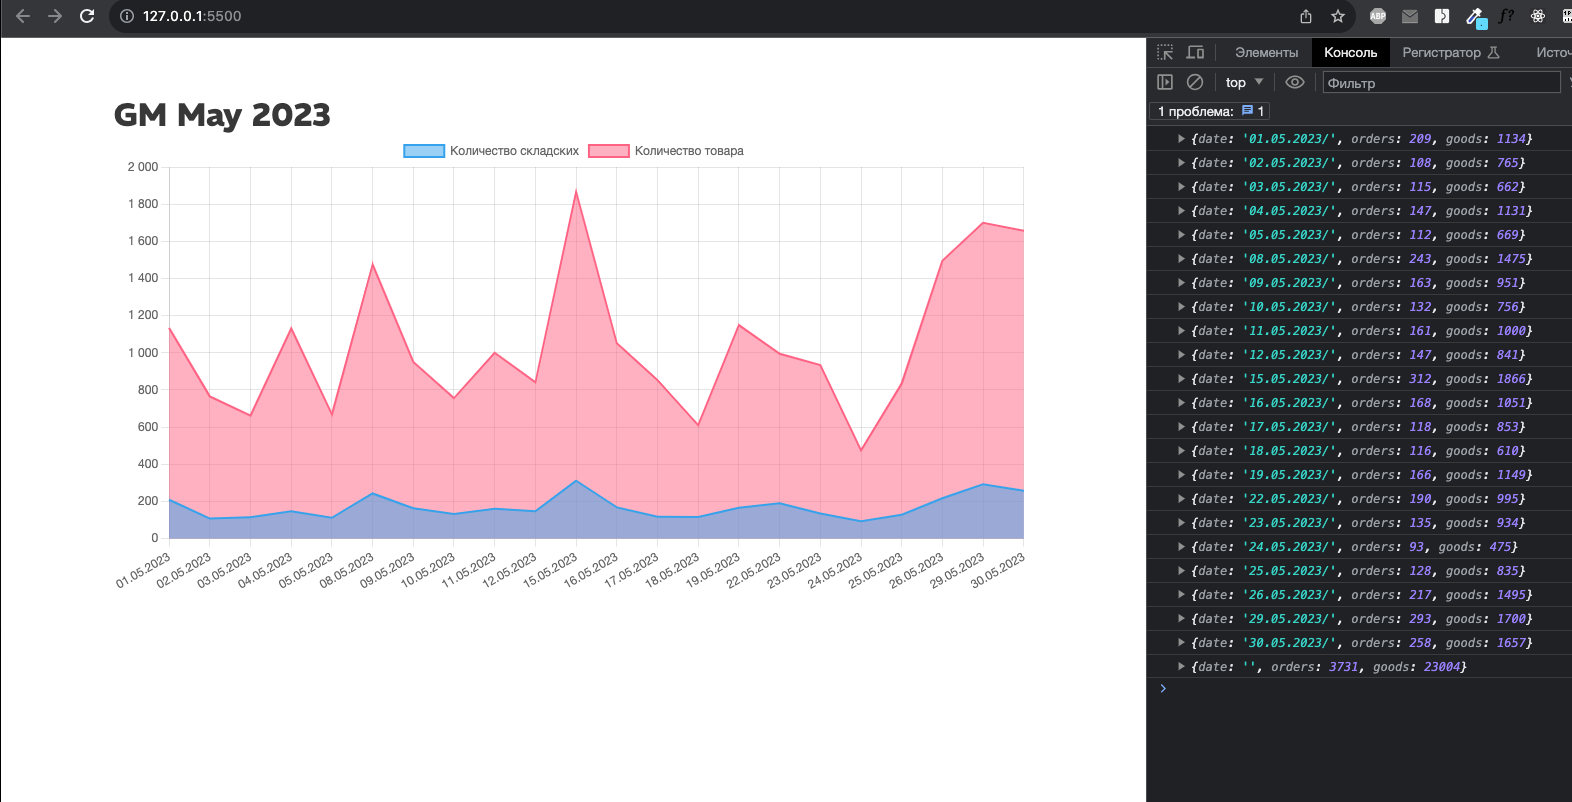 127.0.0.1:5500
ABP
f?
GM May 2023
Количество складских Количество товара
2 000
1 800
1 600
1 400
1 200
1 000
800
600
400
200
0
01.05.2023 02.05.2023 03.05.2023 04.05.2023 05.05.2023 08.05.2023 09.05.2023 10.05.2023 11.05.2023 12.05.2023 15.05.2023 16.05.2023 17.05.2023 18.05.2023 19.05.2023 22.05.2023 23.05.2023 24.05.2023 25.05.2023 26.05.2023 29.05.2023 30.05.2023
Элементы Консоль Регистратор Источ
top Фильтр
1 проблема: 1
{date: '01.05.2023/', orders: 209, goods: 1134}
{date: '02.05.2023/', orders: 108, goods: 765}
{date: '03.05.2023/', orders: 115, goods: 662}
{date: '04.05.2023/', orders: 147, goods: 1131}
{date: '05.05.2023/', orders: 112, goods: 669}
{date: '08.05.2023/', orders: 243, goods: 1475}
{date: '09.05.2023/', orders: 163, goods: 951}
{date: '10.05.2023/', orders: 132, goods: 756}
{date: '11.05.2023/', orders: 161, goods: 1000}
{date: '12.05.2023/', orders: 147, goods: 841}
{date: '15.05.2023/', orders: 312, goods: 1866}
{date: '16.05.2023/', orders: 168, goods: 1051}
{date: '17.05.2023/', orders: 118, goods: 853}
{date: '18.05.2023/', orders: 116, goods: 610}
{date: '19.05.2023/', orders: 166, goods: 1149}
{date: '22.05.2023/', orders: 190, goods: 995}
{date: '23.05.2023/', orders: 135, goods: 934}
{date: '24.05.2023/', orders: 93, goods: 475}
{date: '25.05.2023/', orders: 128, goods: 835}
{date: '26.05.2023/', orders: 217, goods: 1495}
{date: '29.05.2023/', orders: 293, goods: 1700}
{date: '30.05.2023/', orders: 258, goods: 1657}
{date: '', orders: 3731, goods: 23004}